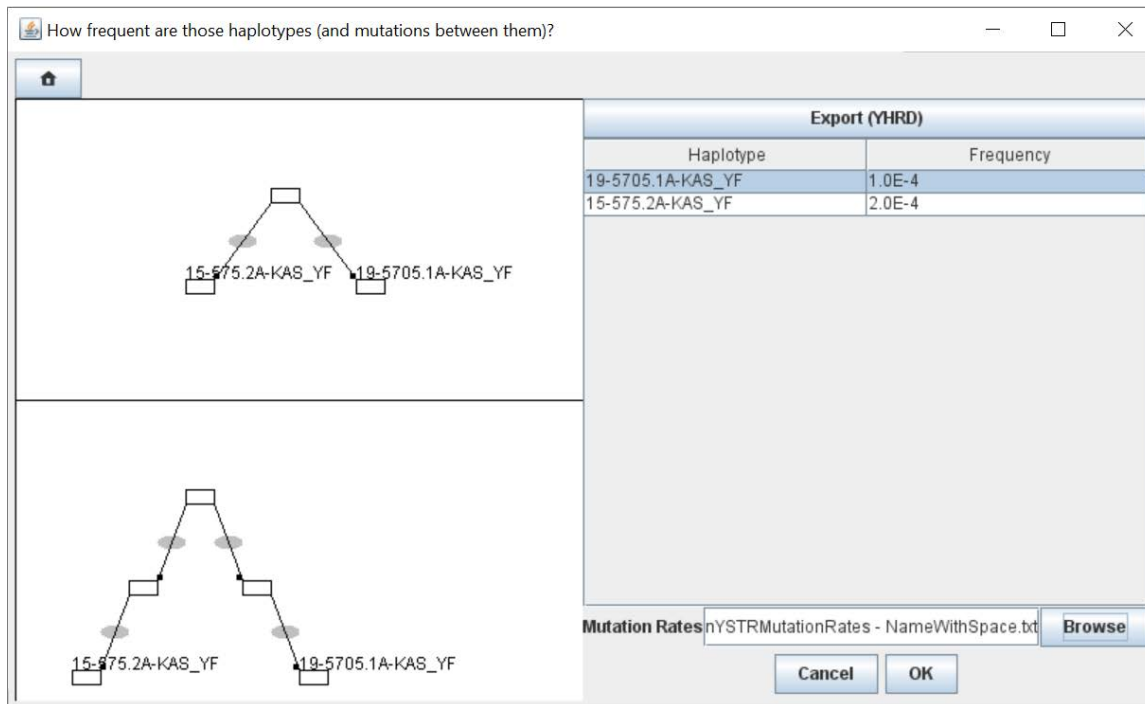 How frequent are those haplotypes (and mutations between them)?
Export (YHRD)
Haplotype Frequency
19-5705.1A-KAS_YF 1.0E-4
15-575.2A-KAS_YF 2.0E-4
15-575.2A-KAS_YF 19-5705.1A-KAS_YF
15-575.2A-KAS_YF 19-5705.1A-KAS_YF
Mutation Rates nYSTRMutationRates - NameWithSpace.txt Browse
Cancel OK